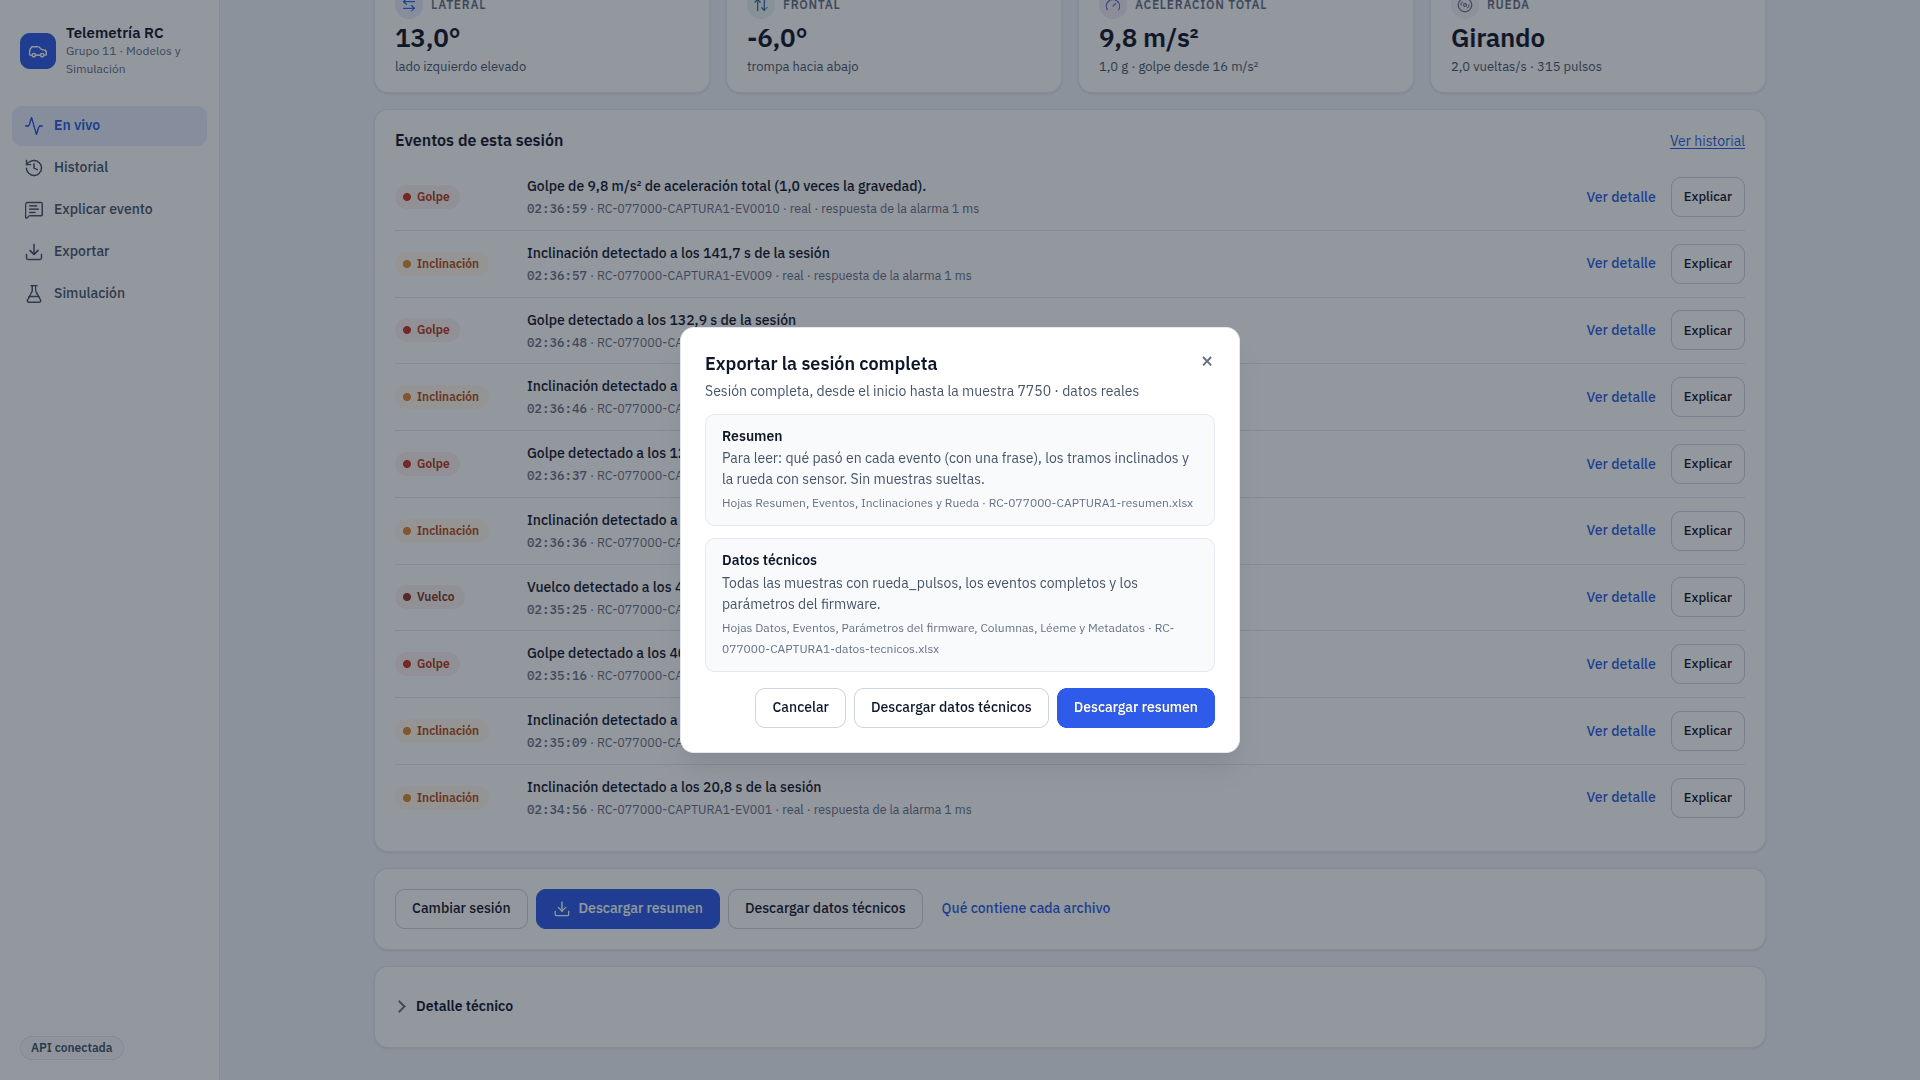 Telemetría RC
Grupo 11 · Modelos y
Simulación
En vivo
Historial
Explicar evento
Exportar
Simulación
API conectada
LATERAL
13,0°
lado izquierdo elevado
FRONTAL
-6,0°
trompa hacia abajo
ACELERACIÓN TOTAL
9,8 m/s²
1,0 g · golpe desde 16 m/s²
RUEDA
Girando
2,0 vueltas/s · 315 pulsos
Eventos de esta sesión
Ver historial
Golpe
Golpe de 9,8 m/s² de aceleración total (1,0 veces la gravedad).
02:36:59 · RC-077000-CAPTURA1-EV0010 · real · respuesta de la alarma 1 ms
Ver detalle
Explicar
Inclinación
Inclinación detectado a los 141,7 s de la sesión
02:36:57 · RC-077000-CAPTURA1-EV009 · real · respuesta de la alarma 1 ms
Ver detalle
Explicar
Golpe
Golpe detectado a los 132,9 s de la sesión
02:36:48 · RC-077000-CA
Ver detalle
Explicar
Inclinación
Inclinación detectado a
02:36:46 · RC-077000-CA
Ver detalle
Explicar
Golpe
Golpe detectado a los 12
02:36:37 · RC-077000-CA
Ver detalle
Explicar
Inclinación
Inclinación detectado a
02:36:36 · RC-077000-CA
Ver detalle
Explicar
Vuelco
Vuelco detectado a los 4
02:35:25 · RC-077000-CA
Ver detalle
Explicar
Golpe
Golpe detectado a los 40
02:35:16 · RC-077000-CA
Ver detalle
Explicar
Inclinación
Inclinación detectado a
02:35:09 · RC-077000-CA
Ver detalle
Explicar
Inclinación
Inclinación detectado a los 20,8 s de la sesión
02:34:56 · RC-077000-CAPTURA1-EV001 · real · respuesta de la alarma 1 ms
Ver detalle
Explicar
Exportar la sesión completa
×
Sesión completa, desde el inicio hasta la muestra 7750 · datos reales
Resumen
Para leer: qué pasó en cada evento (con una frase), los tramos inclinados y
la rueda con sensor. Sin muestras sueltas.
Hojas Resumen, Eventos, Inclinaciones y Rueda · RC-077000-CAPTURA1-resumen.xlsx
Datos técnicos
Todas las muestras con rueda_pulsos, los eventos completos y los
parámetros del firmware.
Hojas Datos, Eventos, Parámetros del firmware, Columnas, Léeme y Metadatos · RC-
077000-CAPTURA1-datos-tecnicos.xlsx
Cancelar
Descargar datos técnicos
Descargar resumen
Cambiar sesión
Descargar resumen
Descargar datos técnicos
Qué contiene cada archivo
Detalle técnico